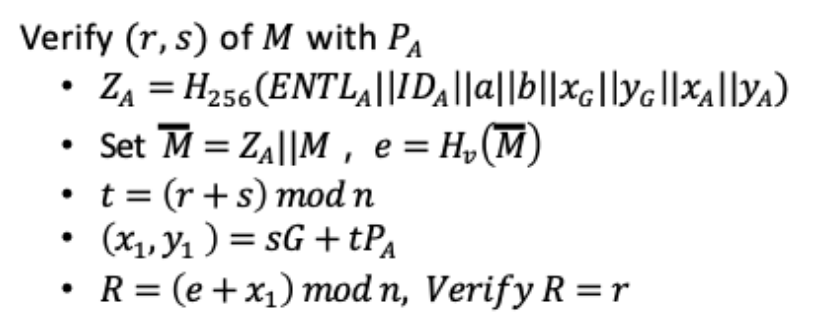 Verify (r, s) of M with P_A
• Z_A = H_256(ENTL_A||ID_A||a||b||x_G||y_G||x_A||y_A)
• Set M̅ = Z_A||M , e = H_v(M̅)
• t = (r + s) mod n
• (x_1, y_1 ) = sG + tP_A
• R = (e + x_1) mod n, Verify R = r